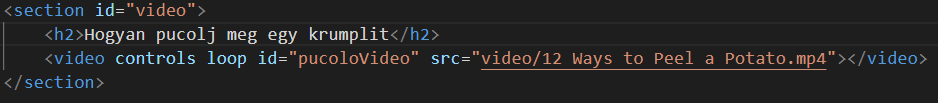 <section id="video">
<h2>Hogyan pucolj meg egy krumplit</h2>
<video controls loop id="pucoloVideo" src="video/12 Ways to Peel a Potato.mp4"></video>
</section>